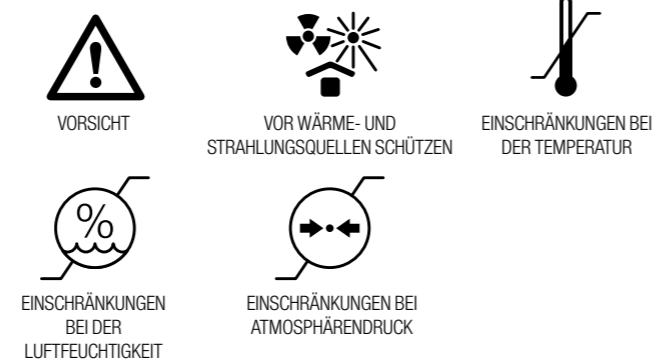 VORSICHT
VOR WÄRME- UND
STRAHLUNGSQUELLEN SCHÜTZEN
EINSCHRÄNKUNGEN BEI
DER TEMPERATUR
%
EINSCHRÄNKUNGEN
BEI DER
LUFTFEUCHTIGKEIT
EINSCHRÄNKUNGEN BEI
ATMOSPHÄRENDRUCK